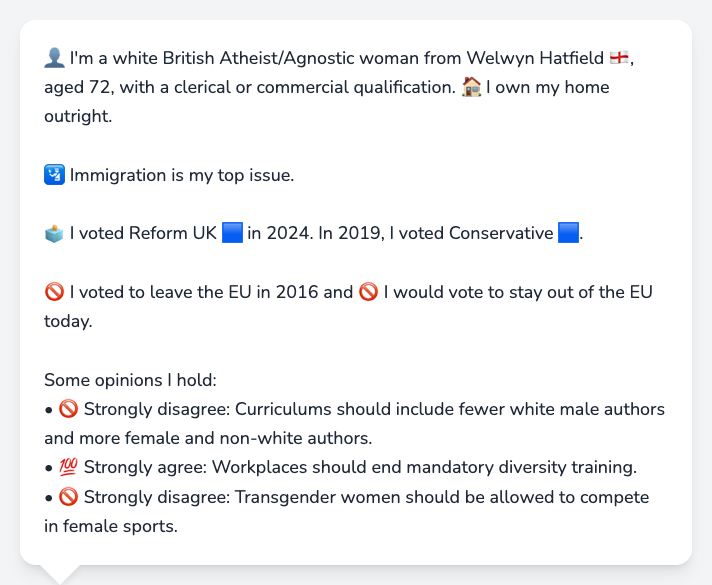 👤 I'm a white British Atheist/Agnostic woman from Welwyn Hatfield 🏴󠁧󠁢󠁥󠁮󠁧󠁿,
aged 72, with a clerical or commercial qualification. 🏠 I own my home
outright.
🛂 Immigration is my top issue.
🗳️ I voted Reform UK 🟦 in 2024. In 2019, I voted Conservative 🟦.
🚫 I voted to leave the EU in 2016 and 🚫 I would vote to stay out of the EU
today.
Some opinions I hold:
• 🚫 Strongly disagree: Curriculums should include fewer white male authors
and more female and non-white authors.
• 💯 Strongly agree: Workplaces should end mandatory diversity training.
• 🚫 Strongly disagree: Transgender women should be allowed to compete
in female sports.